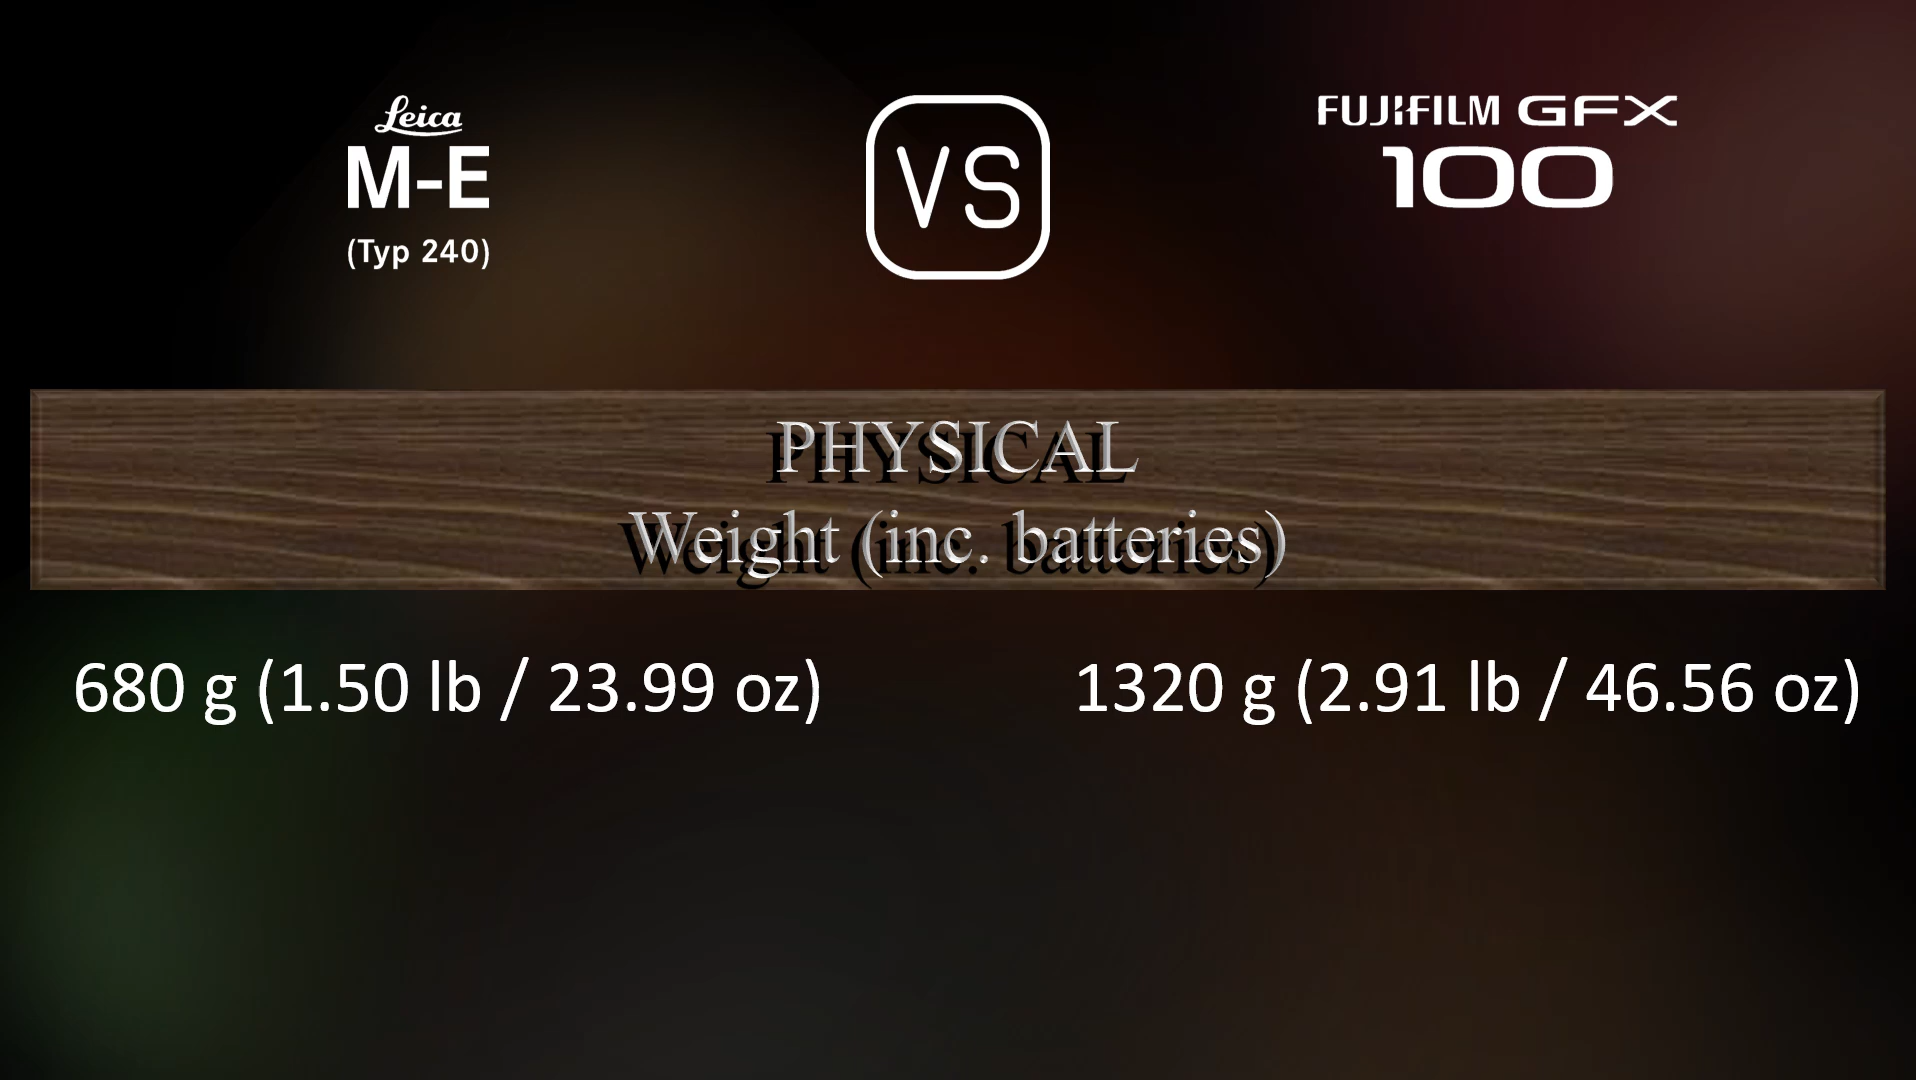 Leica
M-E
(Typ 240)
VS
FUJIFILM GFX
100
PHYSICAL
Weight (inc. batteries)
680 g (1.50 lb / 23.99 oz)
1320 g (2.91 lb / 46.56 oz)